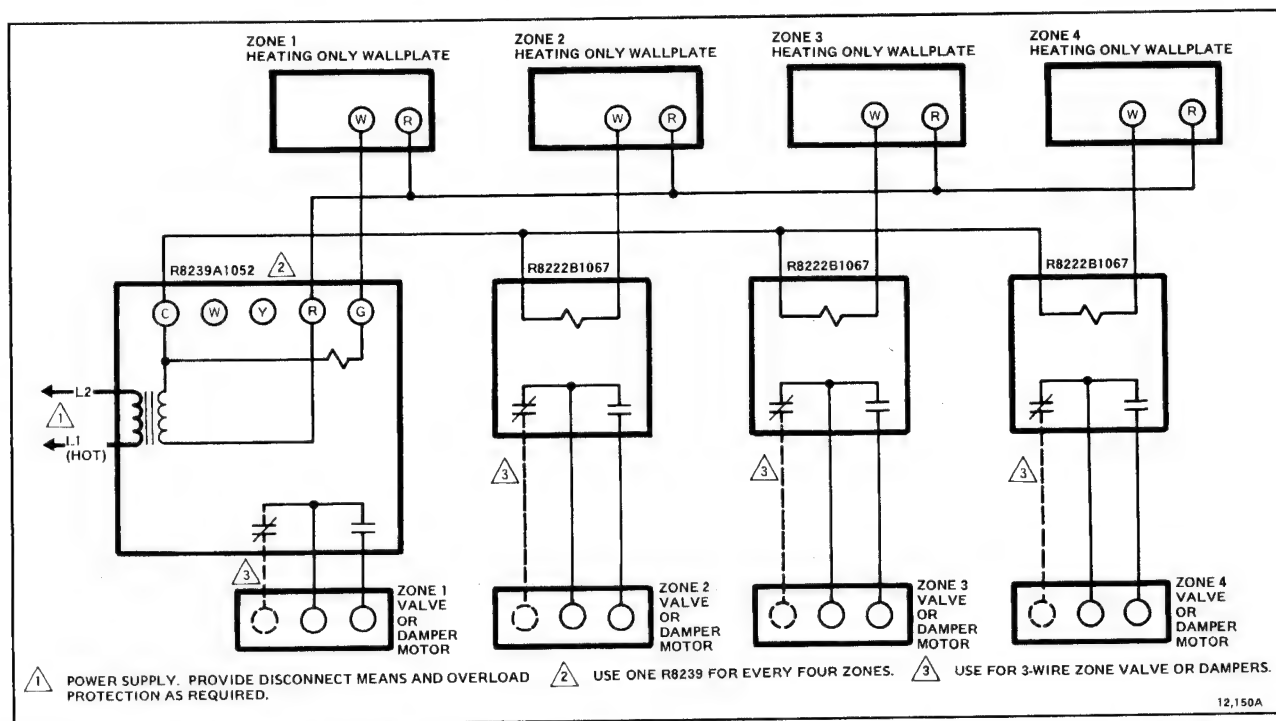 ZONE 1
HEATING ONLY WALLPLATE
ZONE 2
HEATING ONLY WALLPLATE
ZONE 3
HEATING ONLY WALLPLATE
ZONE 4
HEATING ONLY WALLPLATE
W R
W R
W R
W R
R8239A1052 2
R8222B1067
R8222B1067
R8222B1067
C W Y R G
L2
1
L1
(HOT)
3
3
3
3
ZONE 1
VALVE
OR
DAMPER
MOTOR
ZONE 2
VALVE
OR
DAMPER
MOTOR
ZONE 3
VALVE
OR
DAMPER
MOTOR
ZONE 4
VALVE
OR
DAMPER
MOTOR
1 POWER SUPPLY. PROVIDE DISCONNECT MEANS AND OVERLOAD
PROTECTION AS REQUIRED.
2 USE ONE R8239 FOR EVERY FOUR ZONES.
3 USE FOR 3-WIRE ZONE VALVE OR DAMPERS.
12,150A